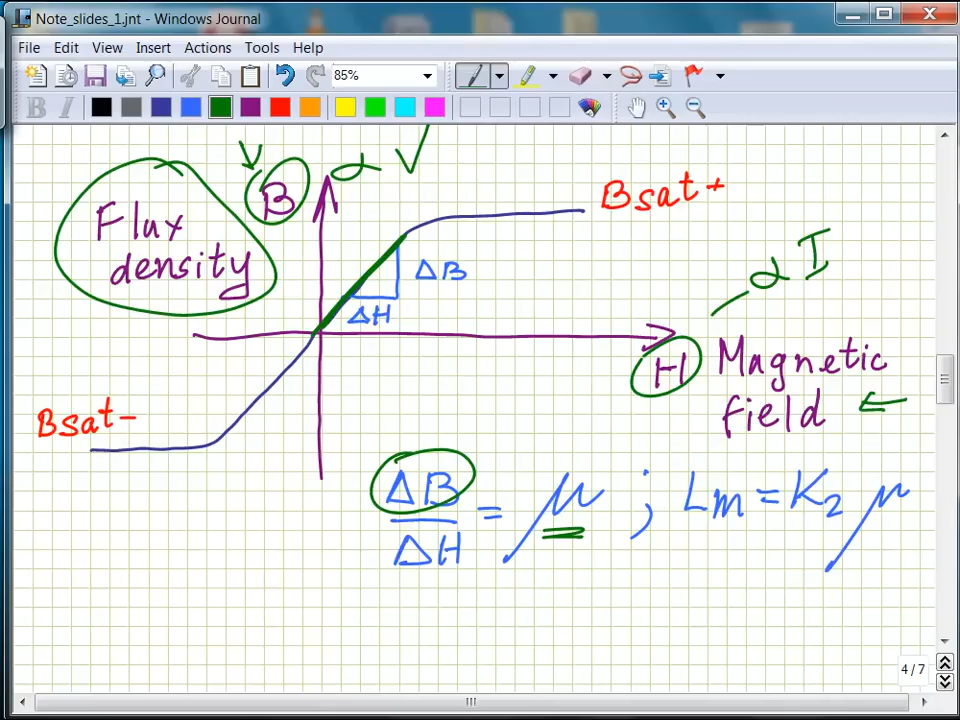 Note_slides_1.jnt - Windows Journal
File Edit View Insert Actions Tools Help
85%
B I
B α V
Bsat+
Flux
density
ΔB
ΔH
α I
H Magnetic
field
Bsat-
ΔB/ΔH = μ ; Lm = K2 μ
4 / 7